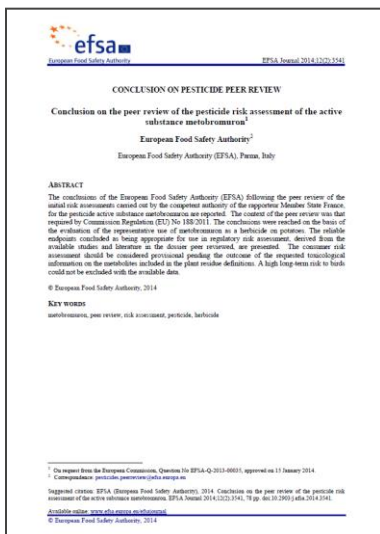 efsa
European Food Safety Authority
EFSA Journal 2014;12(2):3541
CONCLUSION ON PESTICIDE PEER REVIEW
Conclusion on the peer review of the pesticide risk assessment of the active
substance metobromuron1
European Food Safety Authority2
European Food Safety Authority (EFSA), Parma, Italy
ABSTRACT
The conclusions of the European Food Safety Authority (EFSA) following the peer review of the
initial risk assessments carried out by the competent authority of the rapporteur Member State France,
for the pesticide active substance metobromuron are reported. The context of the peer review was that
required by Commission Regulation (EU) No 188/2011. The conclusions were reached on the basis of
the evaluation of the representative use of metobromuron as a herbicide on potatoes. The reliable
endpoints concluded as being appropriate for use in regulatory risk assessment, derived from the
available studies and literature in the dossier peer reviewed, are presented. The consumer risk
assessment should be considered provisional pending the outcome of the requested toxicological
information on the metabolites included in the plant residue definitions. A high long-term risk to birds
could not be excluded with the available data.
© European Food Safety Authority, 2014
KEY WORDS
metobromuron, peer review, risk assessment, pesticide, herbicide
1 On request from the European Commission, Question No EFSA-Q-2013-00035, approved on 15 January 2014.
2 Correspondence: pesticides.peerreview@efsa.europa.eu
Suggested citation: EFSA (European Food Safety Authority), 2014. Conclusion on the peer review of the pesticide risk
assessment of the active substance metobromuron. EFSA Journal 2014;12(2):3541, 78 pp. doi:10.2903/j.efsa.2014.3541.
Available online: www.efsa.europa.eu/efsajournal
© European Food Safety Authority, 2014